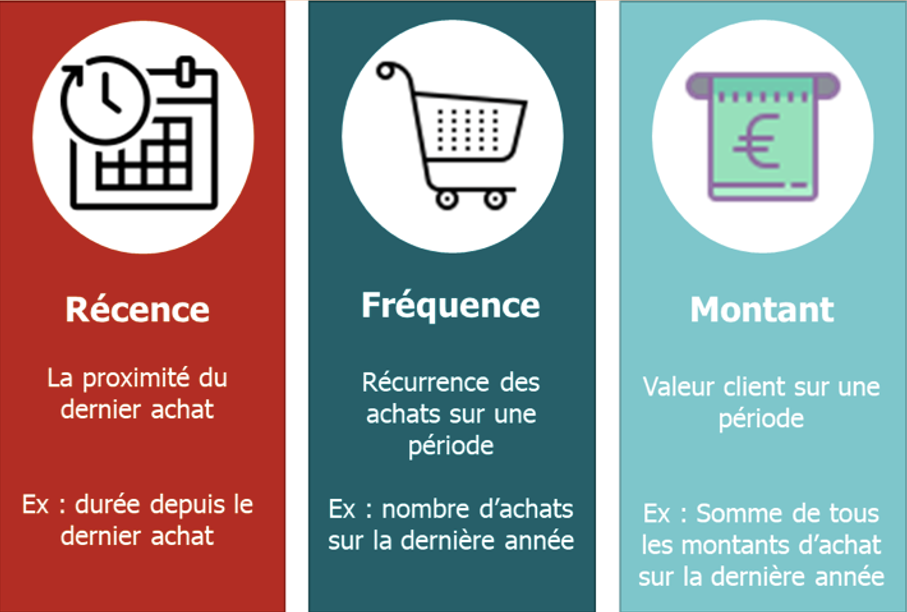 Récence
La proximité du
dernier achat
Ex : durée depuis le
dernier achat
Fréquence
Récurrence des
achats sur une
période
Ex : nombre d’achats
sur la dernière année
€
Montant
Valeur client sur une
période
Ex : Somme de tous
les montants d’achat
sur la dernière année